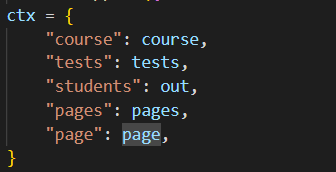 ctx = {
    "course": course,
    "tests": tests,
    "students": out,
    "pages": pages,
    "page": page,
}